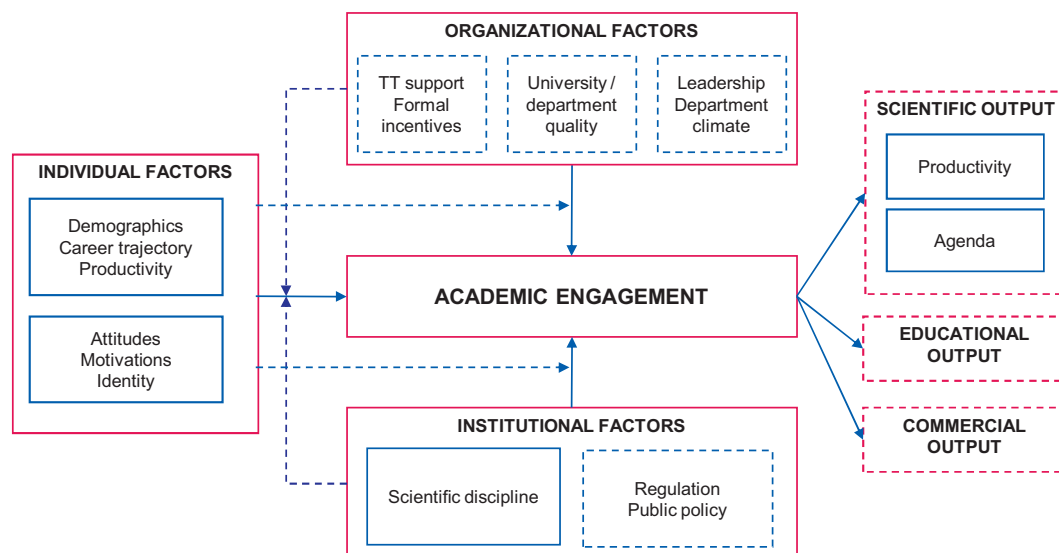 ORGANIZATIONAL FACTORS
TT support
Formal
incentives
University /
department
quality
Leadership
Department
climate
INDIVIDUAL FACTORS
Demographics
Career trajectory
Productivity
Attitudes
Motivations
Identity
ACADEMIC ENGAGEMENT
INSTITUTIONAL FACTORS
Scientific discipline
Regulation
Public policy
SCIENTIFIC OUTPUT
Productivity
Agenda
EDUCATIONAL
OUTPUT
COMMERCIAL
OUTPUT